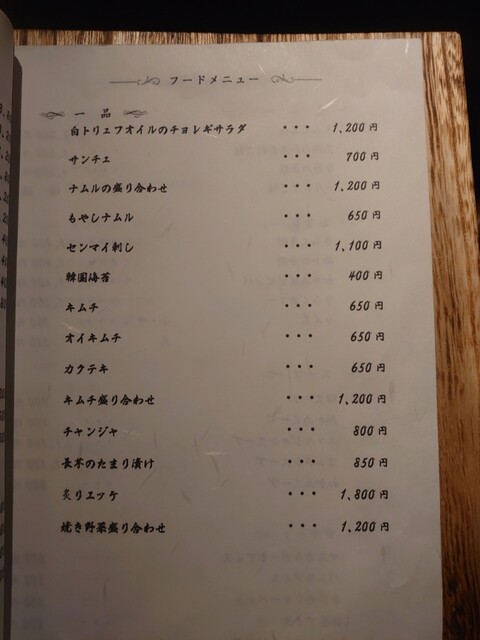 フードメニュー
一品
白トリュフオイルのチョレギサラダ ・・・ 1,200円
サンチェ ・・・ 700円
ナムルの盛り合わせ ・・・ 1,200円
もやしナムル ・・・ 650円
センマイ刺し ・・・ 1,100円
韓国海苔 ・・・ 400円
キムチ ・・・ 650円
オイキムチ ・・・ 650円
カクテキ ・・・ 650円
キムチ盛り合わせ ・・・ 1,200円
チャンジャ ・・・ 800円
長芋のたまり漬け ・・・ 850円
炙りエッケ ・・・ 1,800円
焼き野菜盛り合わせ ・・・ 1,200円